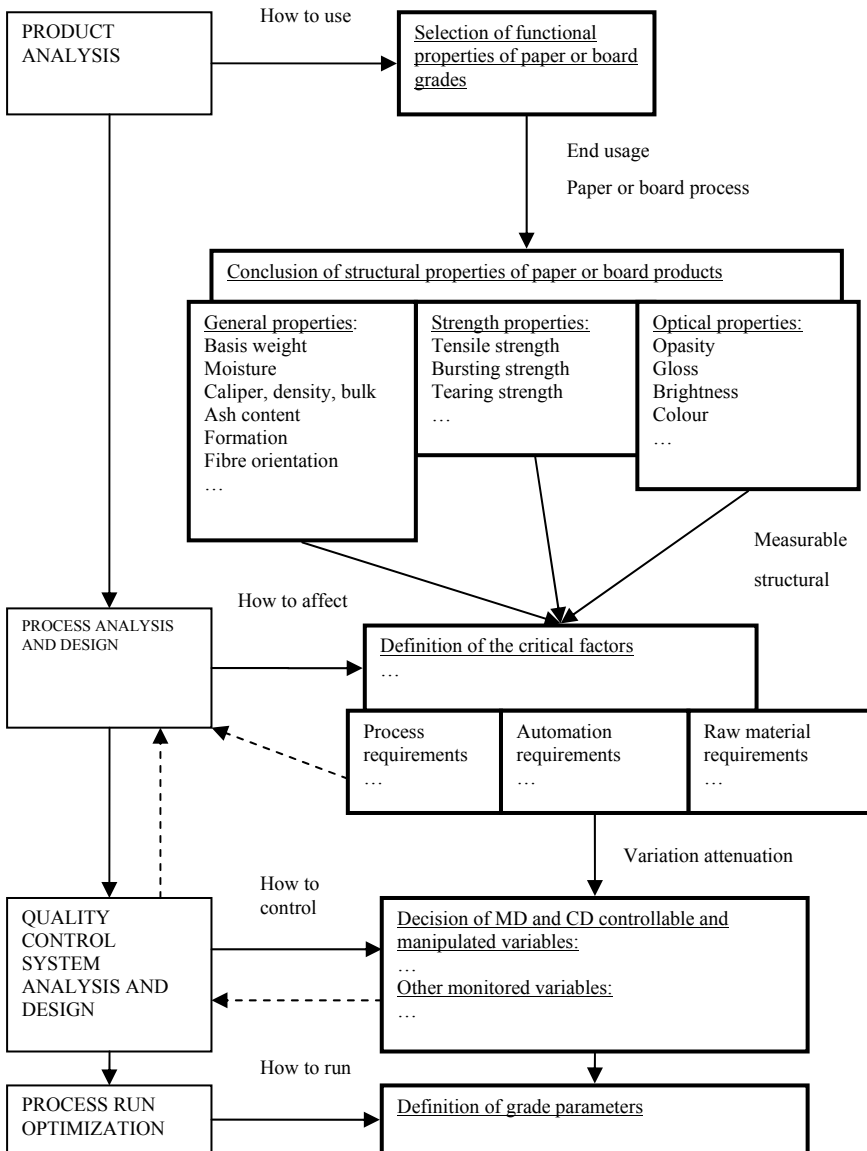 How to use
PRODUCT
ANALYSIS
Selection of functional
properties of paper or board
grades
End usage
Paper or board process
Conclusion of structural properties of paper or board products
General properties:
Basis weight
Moisture
Caliper, density, bulk
Ash content
Formation
Fibre orientation
…
Strength properties:
Tensile strength
Bursting strength
Tearing strength
…
Optical properties:
Opasity
Gloss
Brightness
Colour
…
Measurable
structural
How to affect
PROCESS ANALYSIS
AND DESIGN
Definition of the critical factors
…
Process
requirements
…
Automation
requirements
…
Raw material
requirements
…
Variation attenuation
How to
control
QUALITY
CONTROL
SYSTEM
ANALYSIS AND
DESIGN
Decision of MD and CD controllable and
manipulated variables:
…
Other monitored variables:
…
How to run
PROCESS RUN
OPTIMIZATION
Definition of grade parameters